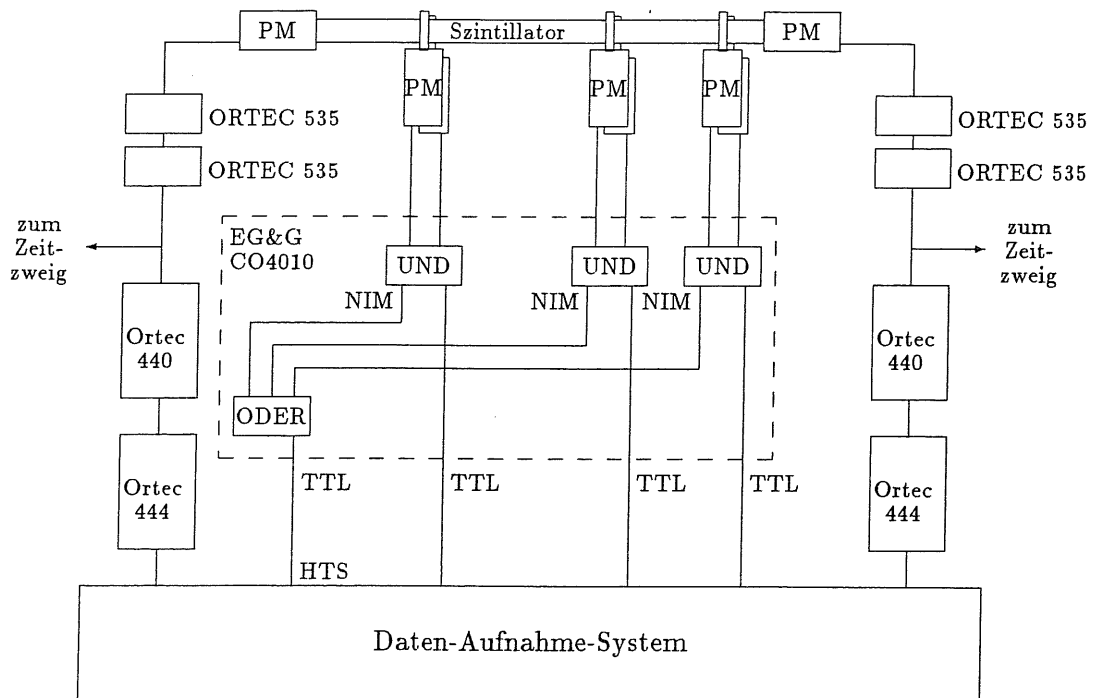 PM
Szintillator
PM
PM
PM
PM
ORTEC 535
ORTEC 535
ORTEC 535
ORTEC 535
zum
Zeit-
zweig
EG&G
CO4010
UND
UND
UND
zum
Zeit-
zweig
NIM
NIM
NIM
Ortec
440
Ortec
440
ODER
Ortec
444
TTL
TTL
TTL
TTL
Ortec
444
HTS
Daten-Aufnahme-System